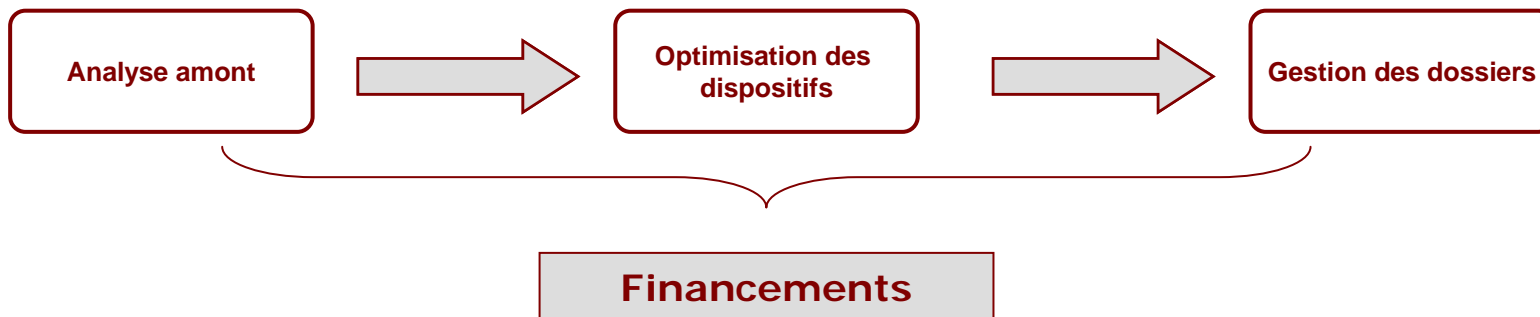 Analyse amont
Optimisation des
dispositifs
Gestion des dossiers
Financements